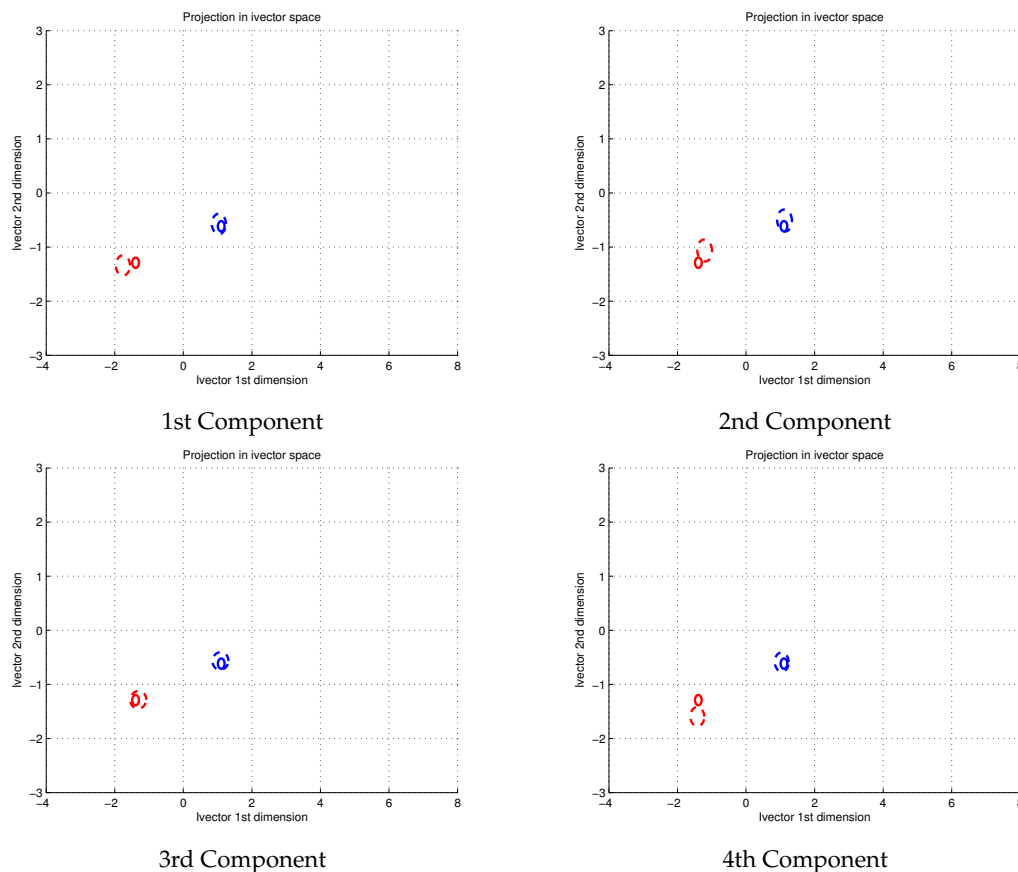 Projection in ivector space
3
2
1
0
−1
−2
−3
−4 −2 0 2 4 6 8
Ivector 1st dimension
Ivector 2nd dimension
1st Component
Projection in ivector space
3
2
1
0
−1
−2
−3
−4 −2 0 2 4 6 8
Ivector 1st dimension
Ivector 2nd dimension
2nd Component
Projection in ivector space
3
2
1
0
−1
−2
−3
−4 −2 0 2 4 6 8
Ivector 1st dimension
Ivector 2nd dimension
3rd Component
Projection in ivector space
3
2
1
0
−1
−2
−3
−4 −2 0 2 4 6 8
Ivector 1st dimension
Ivector 2nd dimension
4th Component